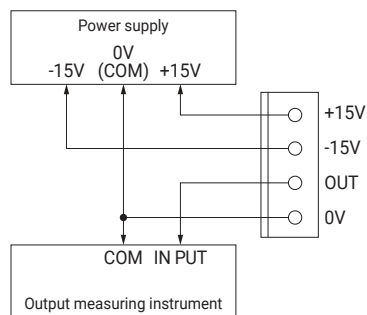 Power supply
0V
-15V (COM) +15V
+15V
-15V
OUT
0V
COM IN PUT
Output measuring instrument